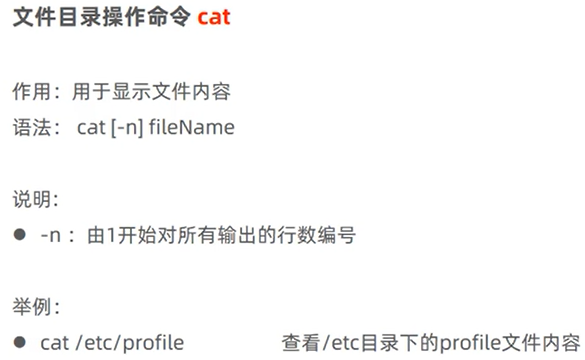 文件目录操作命令 cat
作用：用于显示文件内容
语法： cat [-n] fileName
说明：
● -n ：由1开始对所有输出的行数编号
举例：
● cat /etc/profile 查看/etc目录下的profile文件内容